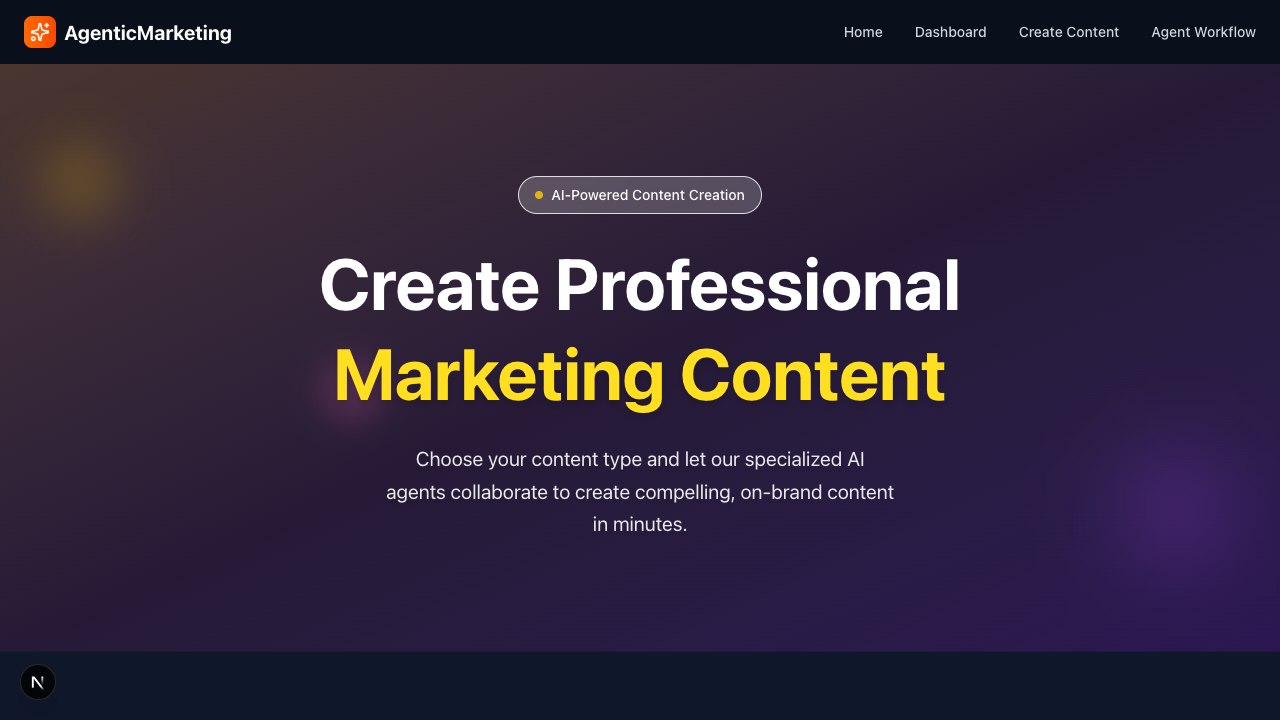 AgenticMarketing
Home
Dashboard
Create Content
Agent Workflow
AI-Powered Content Creation
Create Professional
Marketing Content
Choose your content type and let our specialized AI
agents collaborate to create compelling, on-brand content
in minutes.
N